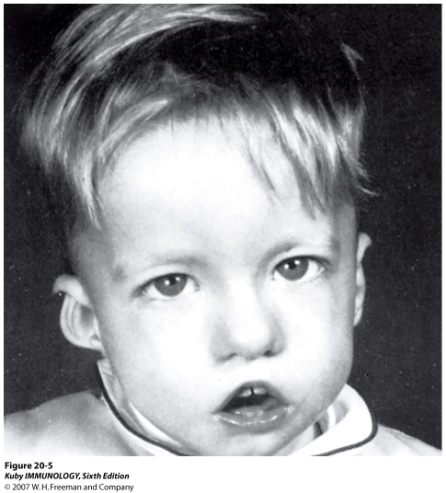 Figure 20-5
Kuby IMMUNOLOGY, Sixth Edition
© 2007 W.H.Freeman and Company